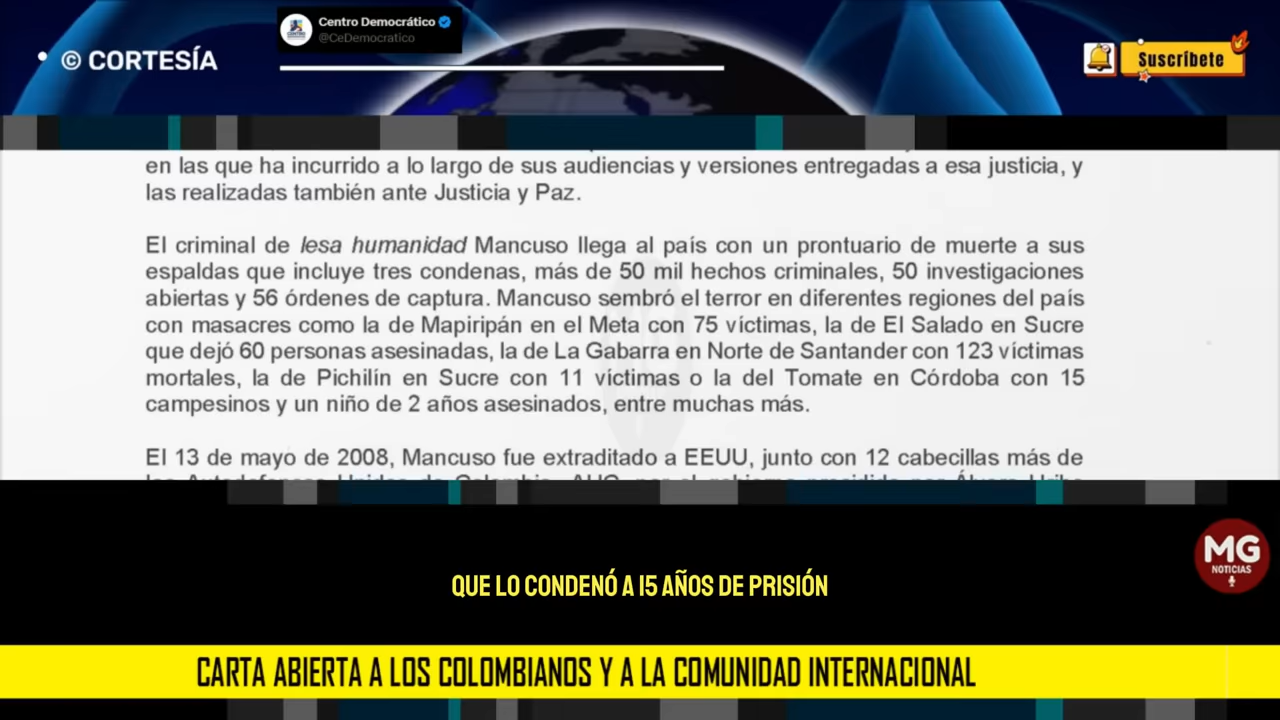 Centro Democrático
@CeDemocratico
© CORTESÍA
Suscríbete
en las que ha incurrido a lo largo de sus audiencias y versiones entregadas a esa justicia, y
las realizadas también ante Justicia y Paz.
El criminal de lesa humanidad Mancuso llega al país con un prontuario de muerte a sus
espaldas que incluye tres condenas, más de 50 mil hechos criminales, 50 investigaciones
abiertas y 56 órdenes de captura. Mancuso sembró el terror en diferentes regiones del país
con masacres como la de Mapiripán en el Meta con 75 víctimas, la de El Salado en Sucre
que dejó 60 personas asesinadas, la de La Gabarra en Norte de Santander con 123 víctimas
mortales, la de Pichilín en Sucre con 11 víctimas o la del Tomate en Córdoba con 15
campesinos y un niño de 2 años asesinados, entre muchas más.
El 13 de mayo de 2008, Mancuso fue extraditado a EEUU, junto con 12 cabecillas más de
MG
NOTICIAS
QUE LO CONDENÓ A 15 AÑOS DE PRISIÓN
CARTA ABIERTA A LOS COLOMBIANOS Y A LA COMUNIDAD INTERNACIONAL